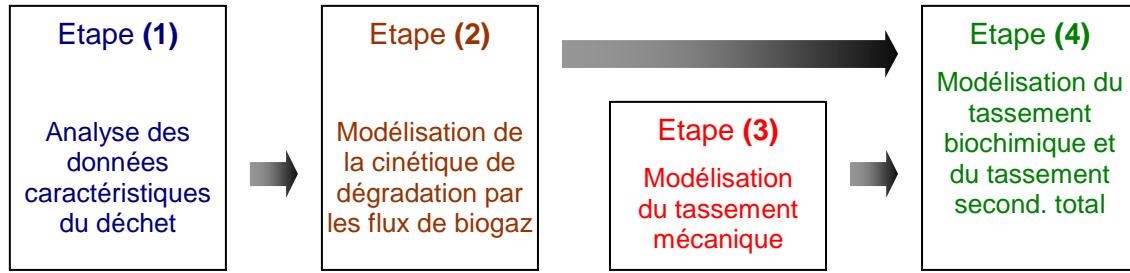 Etape (1)
Analyse des
données
caractéristiques
du déchet
Etape (2)
Modélisation de
la cinétique de
dégradation par
les flux de biogaz
Etape (3)
Modélisation
du tassement
mécanique
Etape (4)
Modélisation du
tassement
biochimique et
du tassement
second. total